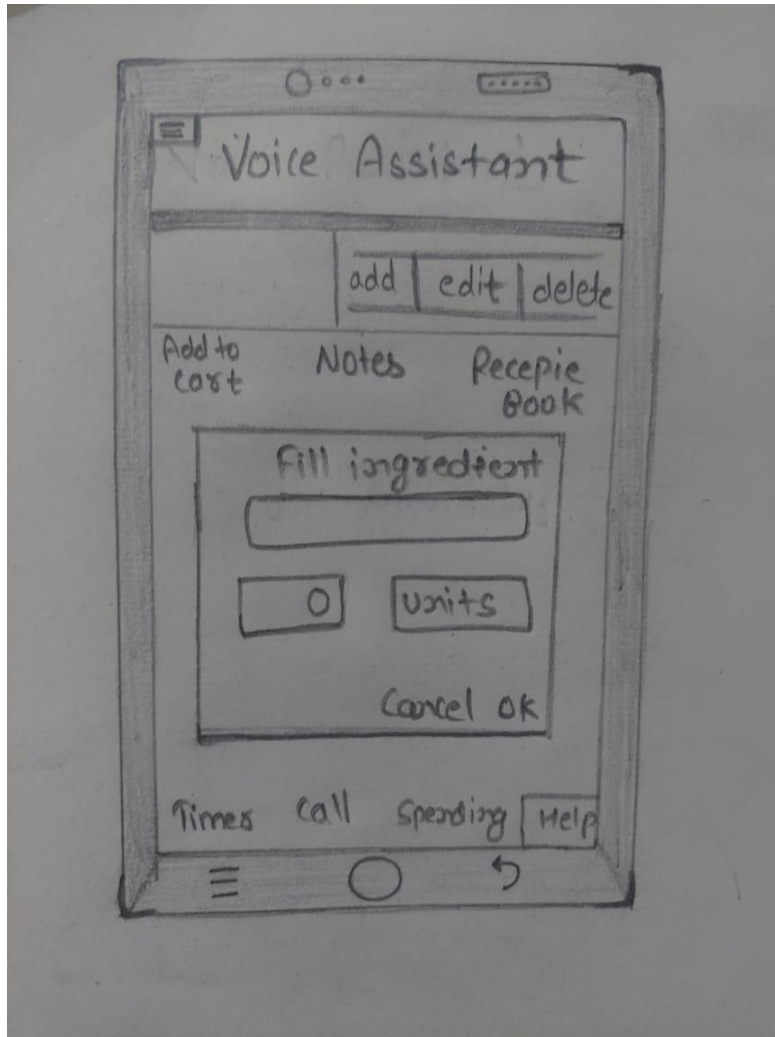 Voice Assistant
add edit delete
Add to Notes Recepie
cart Book
Fill ingredient
0 units
Cancel OK
Timer Call Spending Help